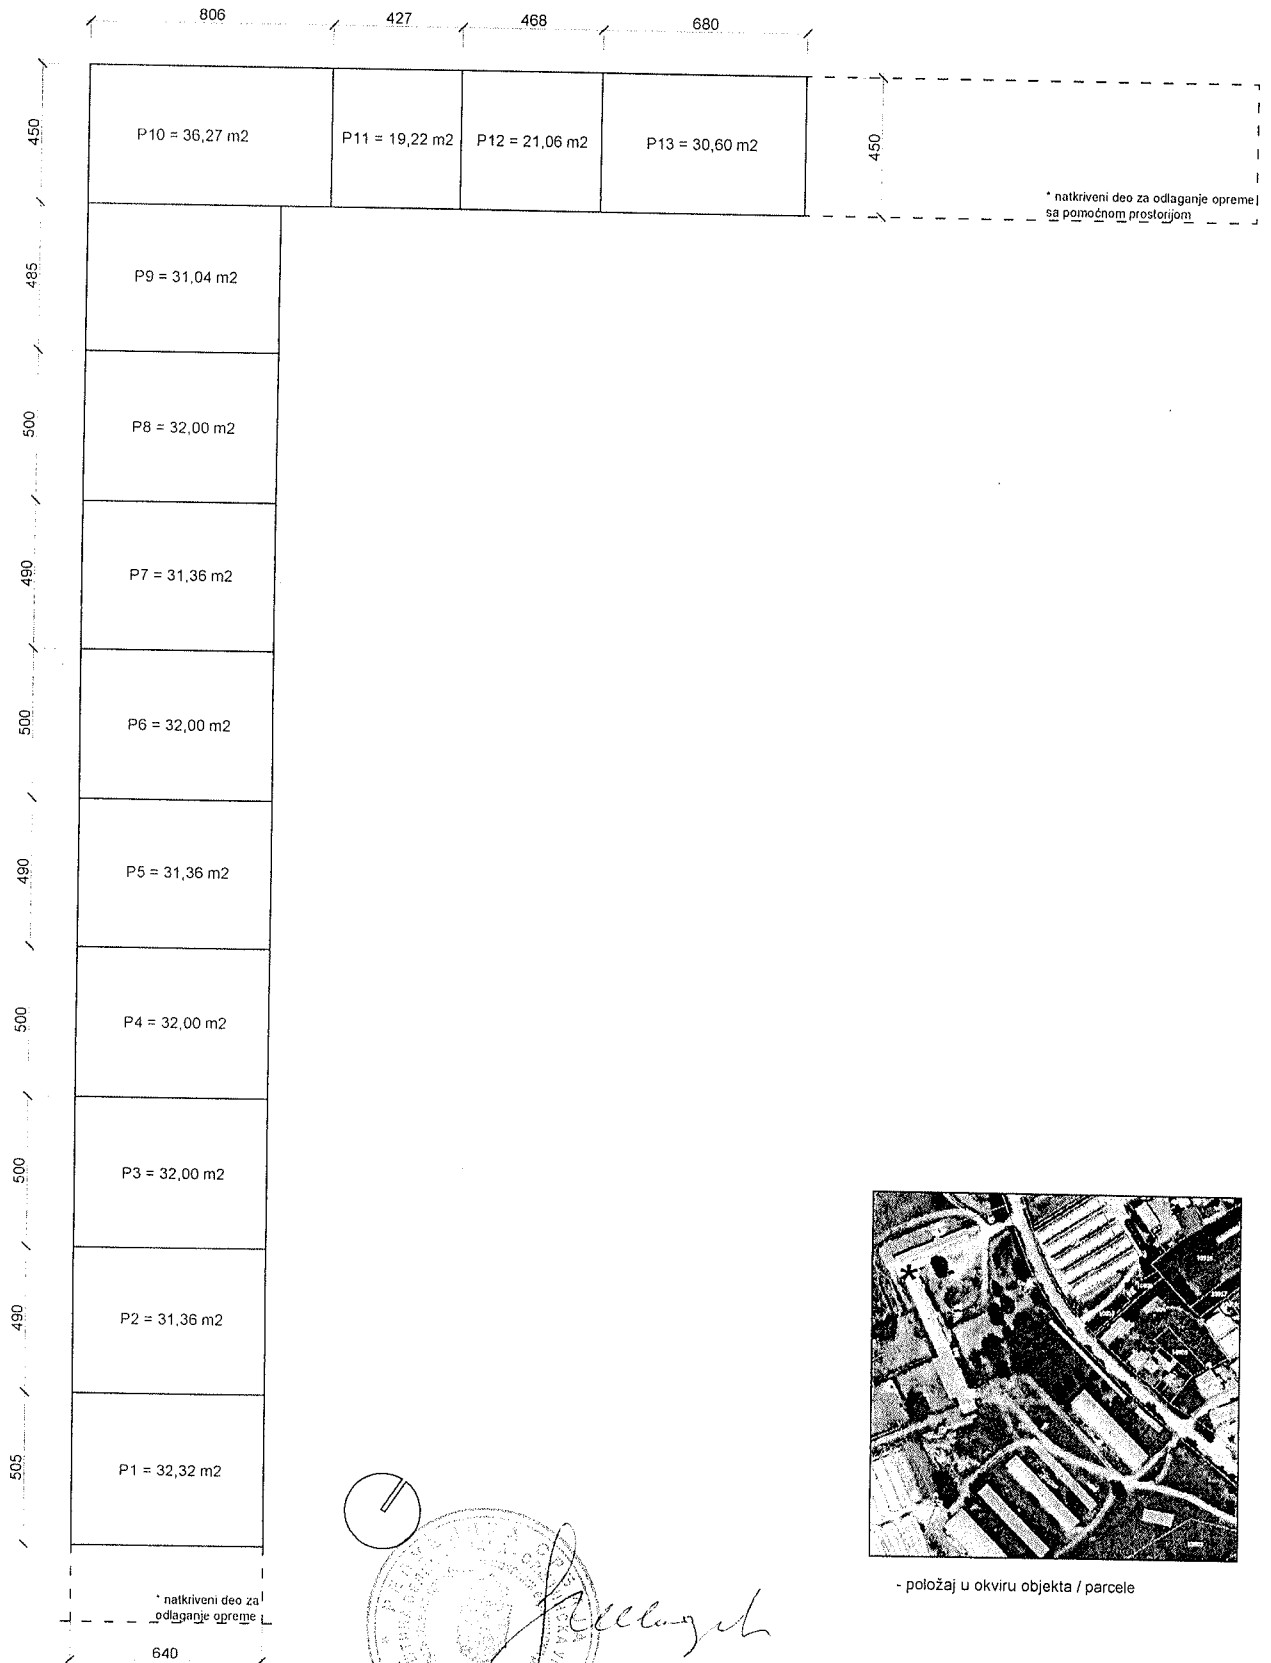 806 427 468 680
450
P10 = 36,27 m2 P11 = 19,22 m2 P12 = 21,06 m2 P13 = 30,60 m2
450
* natkriveni deo za odlaganje opreme
sa pomoćnom prostorijom
485
P9 = 31,04 m2
500
P8 = 32,00 m2
490
P7 = 31,36 m2
500
P6 = 32,00 m2
490
P5 = 31,36 m2
500
P4 = 32,00 m2
500
P3 = 32,00 m2
490
P2 = 31,36 m2
505
P1 = 32,32 m2
* natkriveni deo za
odlaganje opreme
640
*
- položaj u okviru objekta / parcele